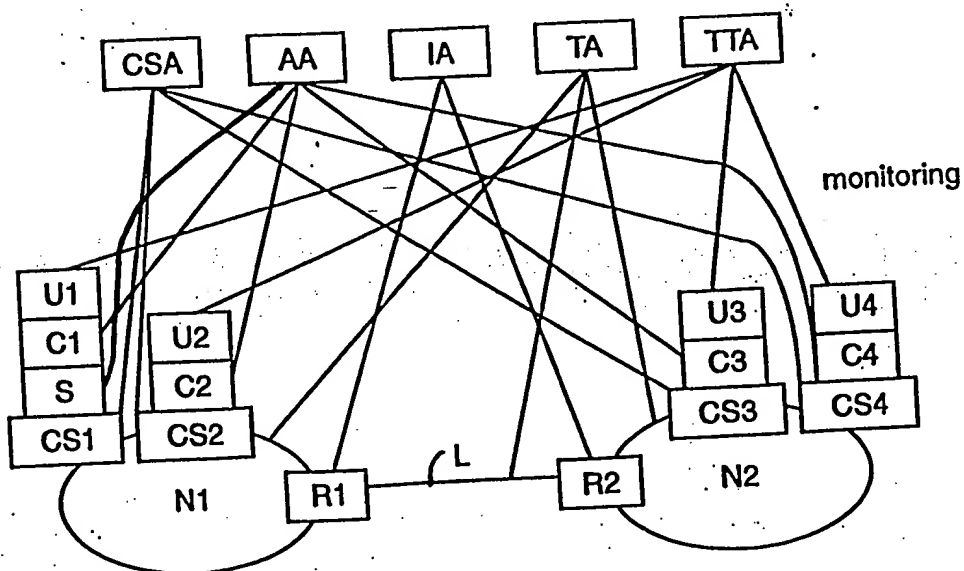 CSA AA IA TA TTA
monitoring
U1
C1
S
CS1
U2
C2
CS2
U3
C3
CS3
U4
C4
CS4
N1
R1
L
R2
N2